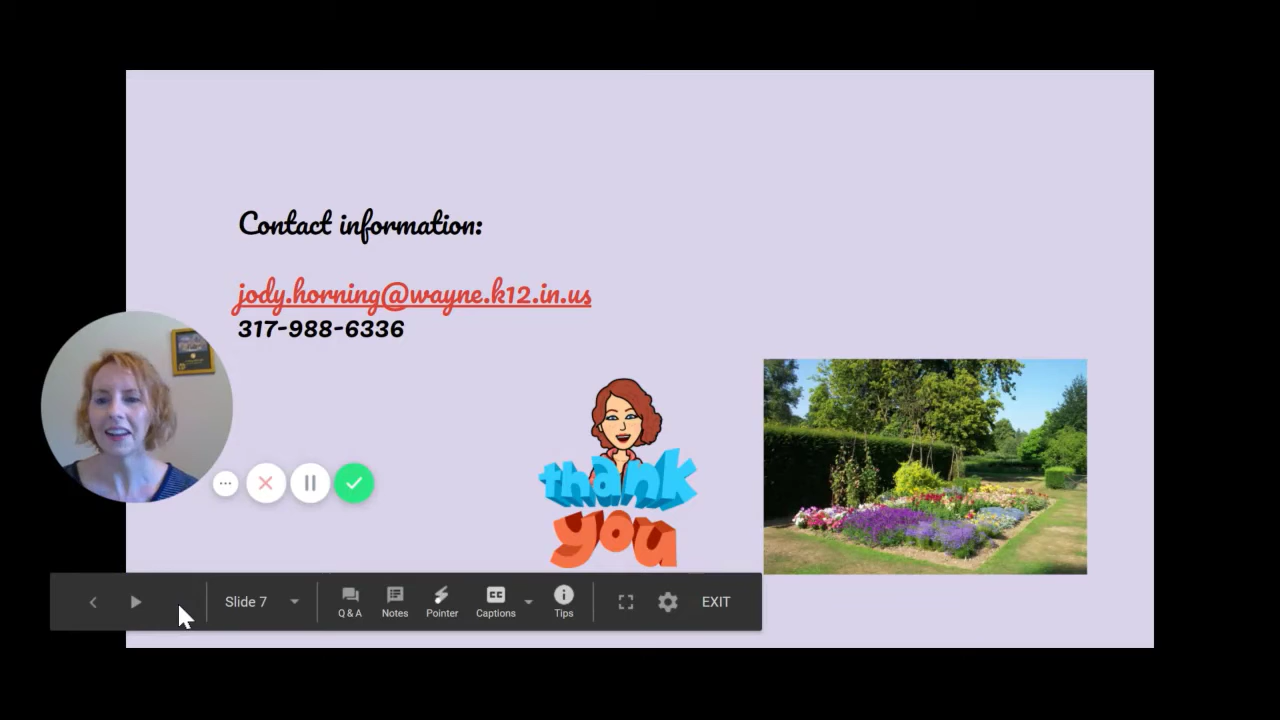 Contact information:
jody.horning@wayne.k12.in.us
317-988-6336
thank
you
Slide 7
Q & A
Notes
Pointer
CC
Captions
Tips
EXIT